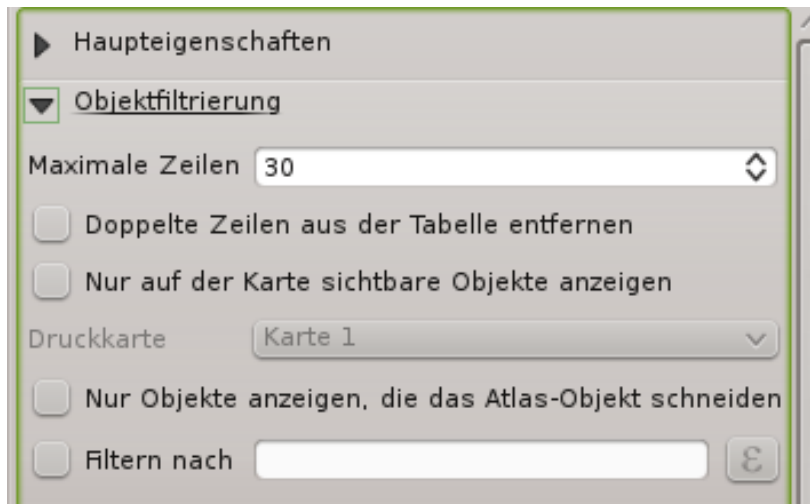 Haupteigenschaften
Objektfiltrierung
Maximale Zeilen 30
Doppelte Zeilen aus der Tabelle entfernen
Nur auf der Karte sichtbare Objekte anzeigen
Druckkarte Karte 1
Nur Objekte anzeigen, die das Atlas-Objekt schneiden
Filtern nach ε